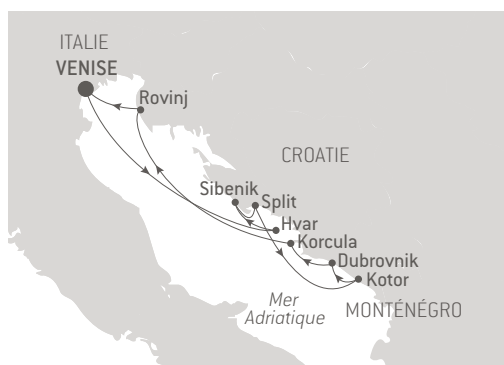 ITALIE
VENISE
Rovinj
CROATIE
Sibenik
Split
Hvar
Korcula
Dubrovnik
Kotor
Mer
Adriatique
MONTÉNÉGRO